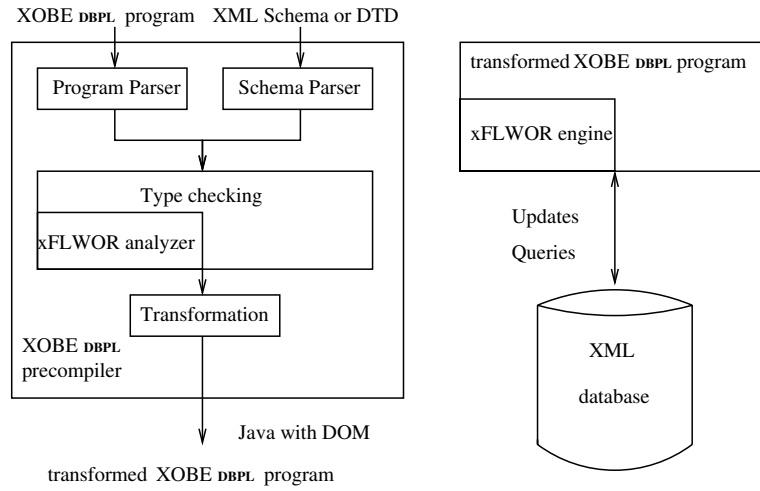 XOBE DBPL program
XML Schema or DTD
Program Parser
Schema Parser
Type checking
xFLWOR analyzer
Transformation
XOBE DBPL
precompiler
Java with DOM
transformed XOBE DBPL program
transformed XOBE DBPL program
xFLWOR engine
Updates
Queries
XML
database